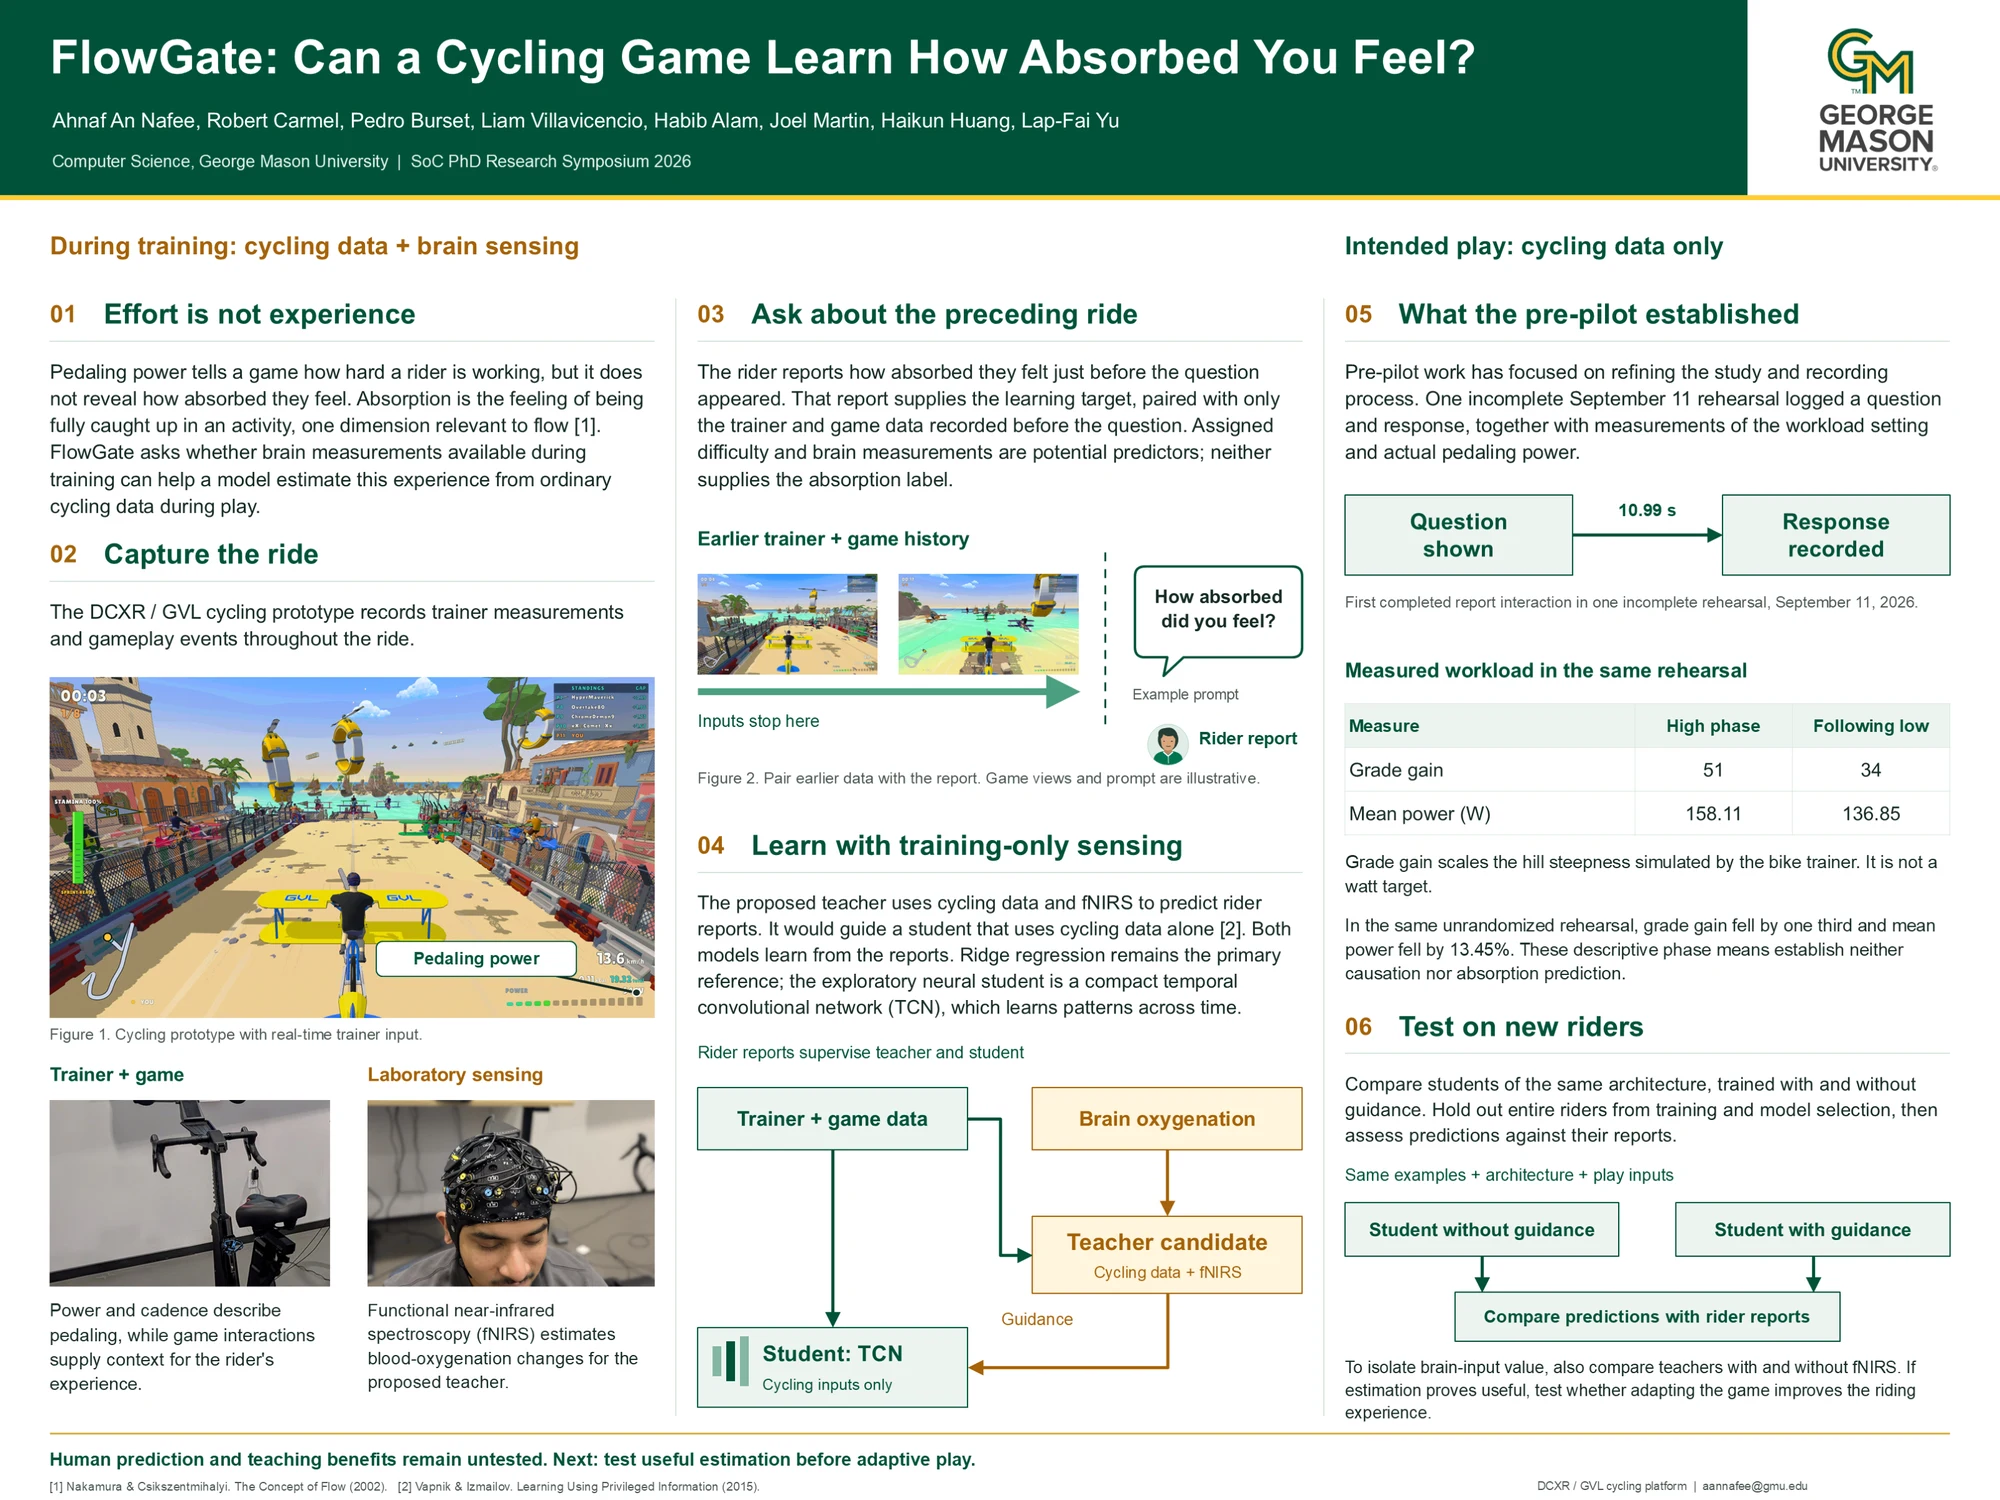 FlowGate: Can a Cycling Game Learn How Absorbed You Feel?
Ahnaf An Nafee, Robert Carmel, Pedro Burset, Liam Villavicencio, Habib Alam, Joel Martin, Haikun Huang, Lap-Fai Yu
Computer Science, George Mason University | SoC PhD Research Symposium 2026
GM
TM
GEORGE
MASON
UNIVERSITY®
During training: cycling data + brain sensing
Intended play: cycling data only
01 Effort is not experience
Pedaling power tells a game how hard a rider is working, but it does
not reveal how absorbed they feel. Absorption is the feeling of being
fully caught up in an activity, one dimension relevant to flow [1].
FlowGate asks whether brain measurements available during
training can help a model estimate this experience from ordinary
cycling data during play.
02 Capture the ride
The DCXR / GVL cycling prototype records trainer measurements
and gameplay events throughout the ride.
00:03
1/8
STANDINGS LAP
HyperMaverick
Overtake80
ChromeDemon9
YOU
STAMINA 100%
GVL GVL
Pedaling power
13.6 km/h
POWER
YOU
Figure 1. Cycling prototype with real-time trainer input.
Trainer + game
Laboratory sensing
Power and cadence describe
pedaling, while game interactions
supply context for the rider's
experience.
Functional near-infrared
spectroscopy (fNIRS) estimates
blood-oxygenation changes for the
proposed teacher.
03 Ask about the preceding ride
The rider reports how absorbed they felt just before the question
appeared. That report supplies the learning target, paired with only
the trainer and game data recorded before the question. Assigned
difficulty and brain measurements are potential predictors; neither
supplies the absorption label.
Earlier trainer + game history
How absorbed
did you feel?
Example prompt
Inputs stop here
Rider report
Figure 2. Pair earlier data with the report. Game views and prompt are illustrative.
04 Learn with training-only sensing
The proposed teacher uses cycling data and fNIRS to predict rider
reports. It would guide a student that uses cycling data alone [2]. Both
models learn from the reports. Ridge regression remains the primary
reference; the exploratory neural student is a compact temporal
convolutional network (TCN), which learns patterns across time.
Rider reports supervise teacher and student
Trainer + game data
Brain oxygenation
Teacher candidate
Cycling data + fNIRS
Guidance
Student: TCN
Cycling inputs only
05 What the pre-pilot established
Pre-pilot work has focused on refining the study and recording
process. One incomplete September 11 rehearsal logged a question
and response, together with measurements of the workload setting
and actual pedaling power.
Question
shown
10.99 s
Response
recorded
First completed report interaction in one incomplete rehearsal, September 11, 2026.
Measured workload in the same rehearsal
Measure High phase Following low
Grade gain 51 34
Mean power (W) 158.11 136.85
Grade gain scales the hill steepness simulated by the bike trainer. It is not a
watt target.
In the same unrandomized rehearsal, grade gain fell by one third and mean
power fell by 13.45%. These descriptive phase means establish neither
causation nor absorption prediction.
06 Test on new riders
Compare students of the same architecture, trained with and without
guidance. Hold out entire riders from training and model selection, then
assess predictions against their reports.
Same examples + architecture + play inputs
Student without guidance
Student with guidance
Compare predictions with rider reports
To isolate brain-input value, also compare teachers with and without fNIRS. If
estimation proves useful, test whether adapting the game improves the riding
experience.
Human prediction and teaching benefits remain untested. Next: test useful estimation before adaptive play.
[1] Nakamura & Csikszentmihalyi. The Concept of Flow (2002). [2] Vapnik & Izmailov. Learning Using Privileged Information (2015).
DCXR / GVL cycling platform | aannafee@gmu.edu